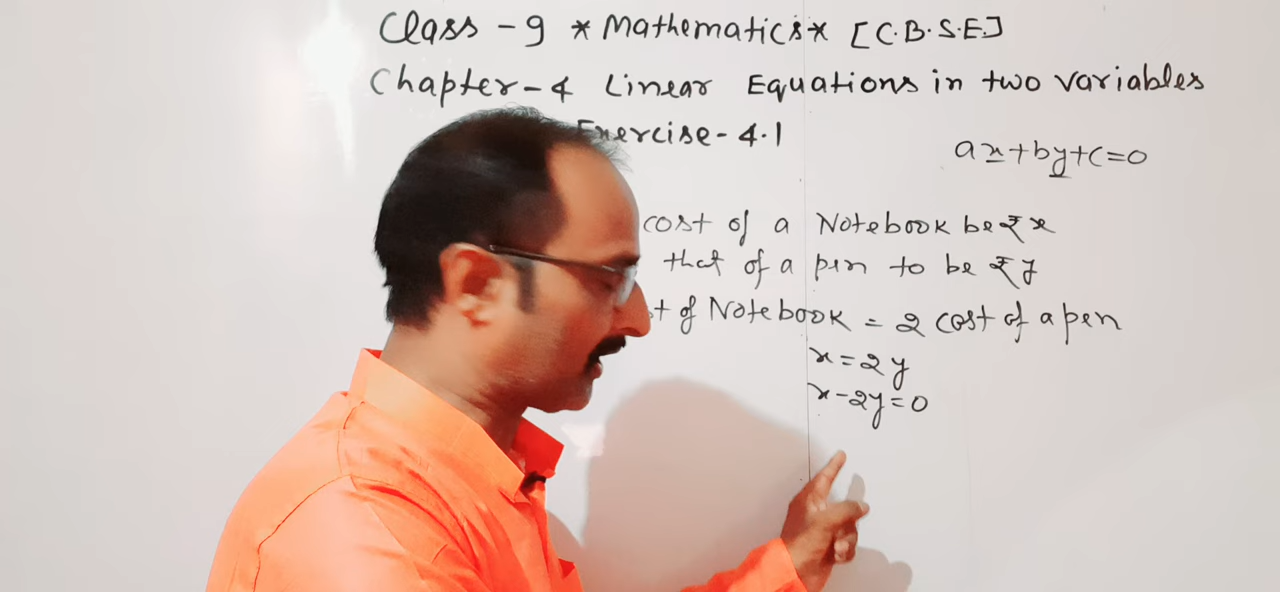 Class - 9 * Mathematics * [C.B.S.E]
Chapter - 4 Linear Equations in two variables
Exercise - 4.1
ax+by+c=0
cost of a Notebook be ₹ x
that of a pen to be ₹ y
of Notebook = 2 cost of a pen
x = 2y
x - 2y = 0